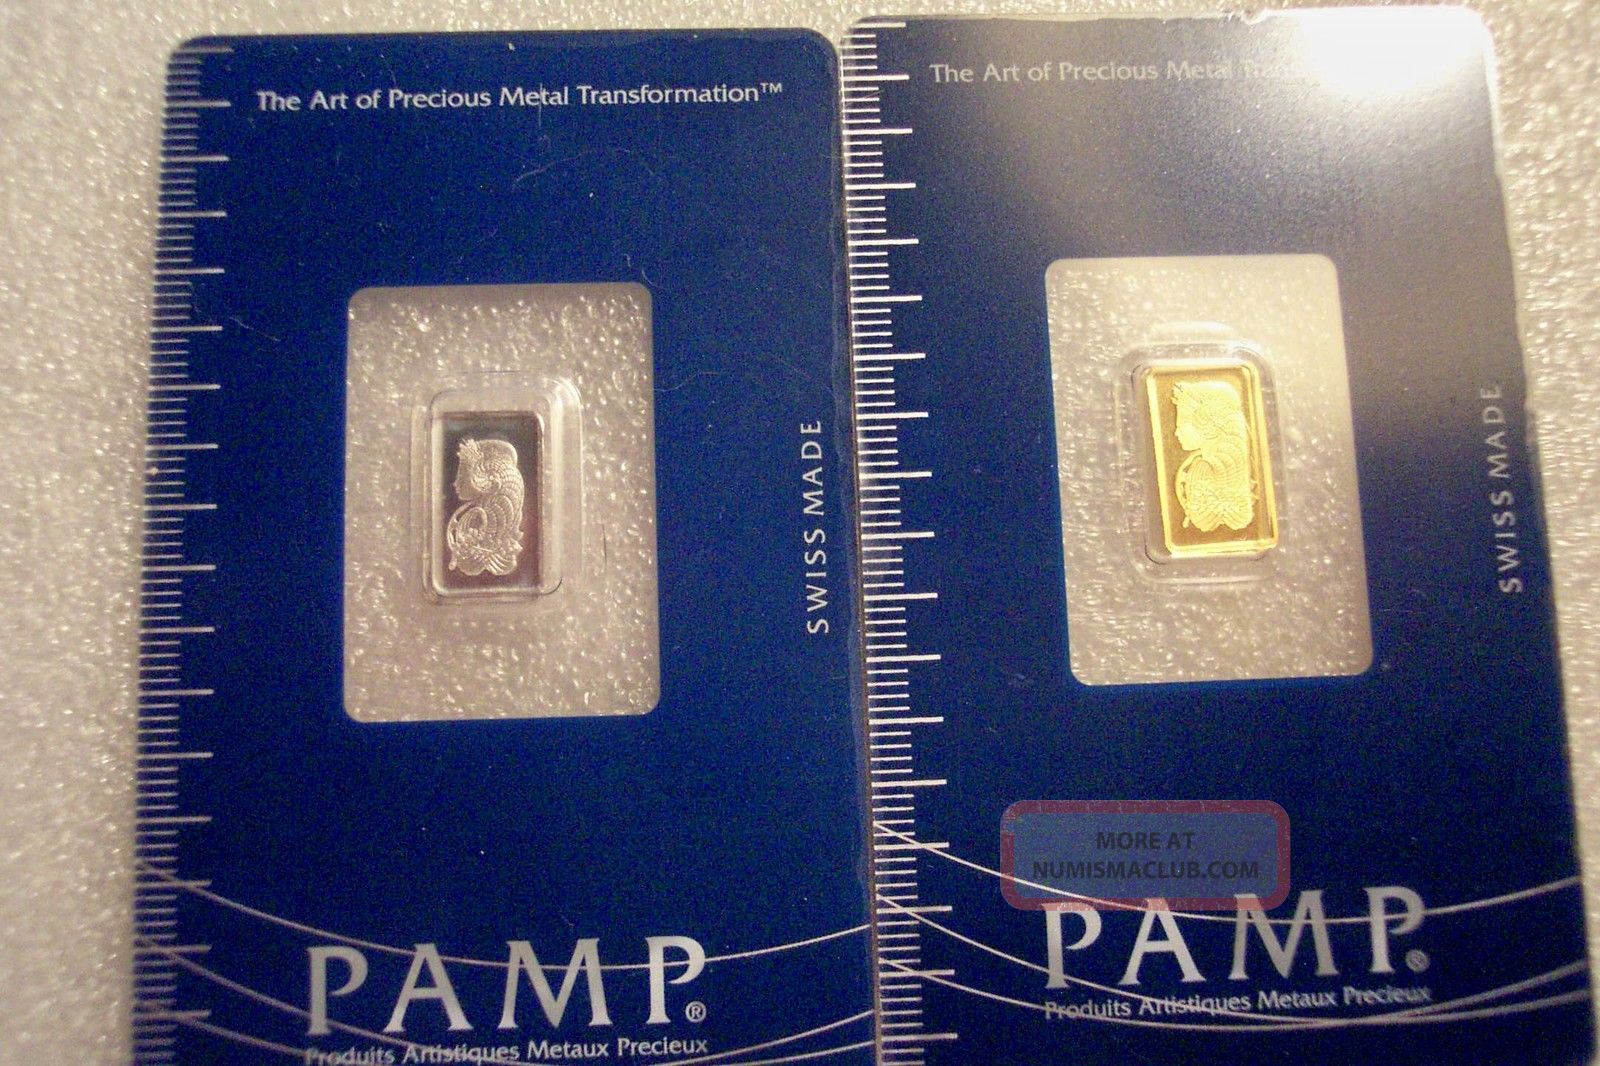 The Art of Precious Metal Transformation™
SWISS MADE
PAMP®
Produits Artistiques Metaux Precieux
The Art of Precious Metal
SWISS MADE
MORE AT
NUMISMACLUB.COM
PAMP®
Produits Artistiques Metaux Precieux